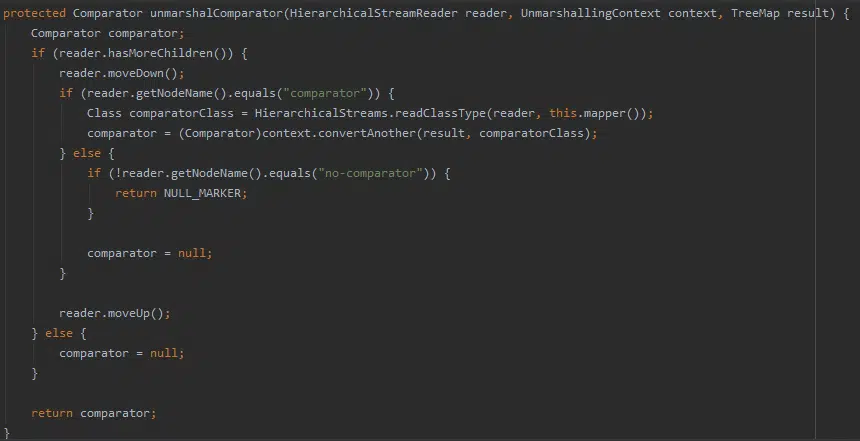 protected Comparator unmarshalComparator(HierarchicalStreamReader reader, UnmarshallingContext context, TreeMap result) {
    Comparator comparator;
    if (reader.hasMoreChildren()) {
        reader.moveDown();
        if (reader.getNodeName().equals("comparator")) {
            Class comparatorClass = HierarchicalStreams.readClassType(reader, this.mapper());
            comparator = (Comparator)context.convertAnother(result, comparatorClass);
        } else {
            if (!reader.getNodeName().equals("no-comparator")) {
                return NULL_MARKER;
            }

            comparator = null;
        }

        reader.moveUp();
    } else {
        comparator = null;
    }

    return comparator;
}